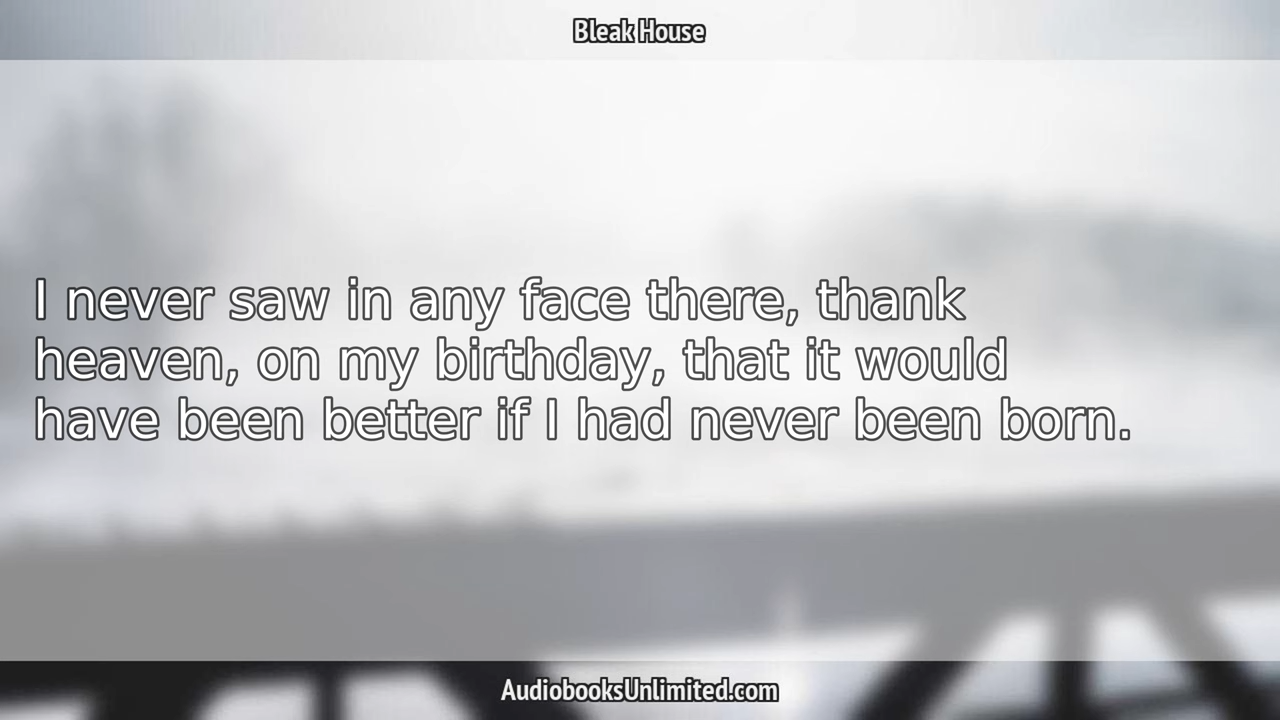 Bleak House
I never saw in any face there, thank
heaven, on my birthday, that it would
have been better if I had never been born.
AudiobooksUnlimited.com